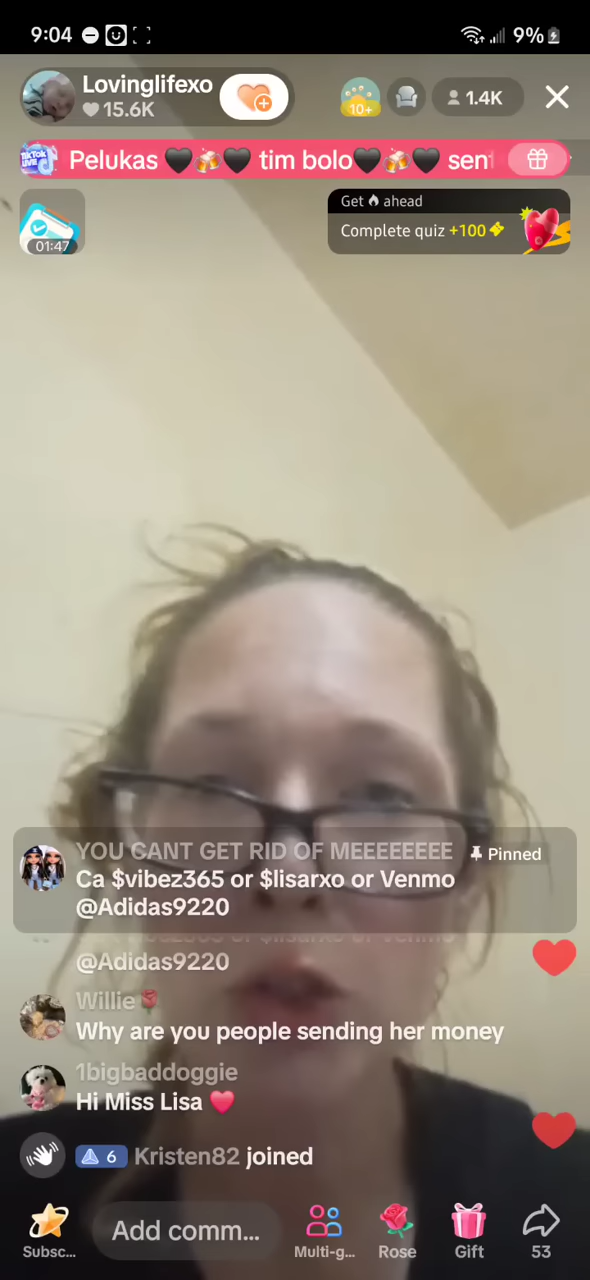 9:04
9%
Lovinglifexo
15.6K
10+
1.4K
TikTok LIVE
Pelukas 🖤🍻🖤 tim bolo🖤🍻🖤 sen
01:47
Get 🔥 ahead
Complete quiz +100
YOU CANT GET RID OF MEEEEEEEE
Pinned
Ca $vibez365 or $lisarxo or Venmo
@Adidas9220
@Adidas9220
Willie🌹
Why are you people sending her money
1bigbaddoggie
Hi Miss Lisa ❤️
6 Kristen82 joined
Subsc...
Add comm...
Multi-g...
Rose
Gift
53